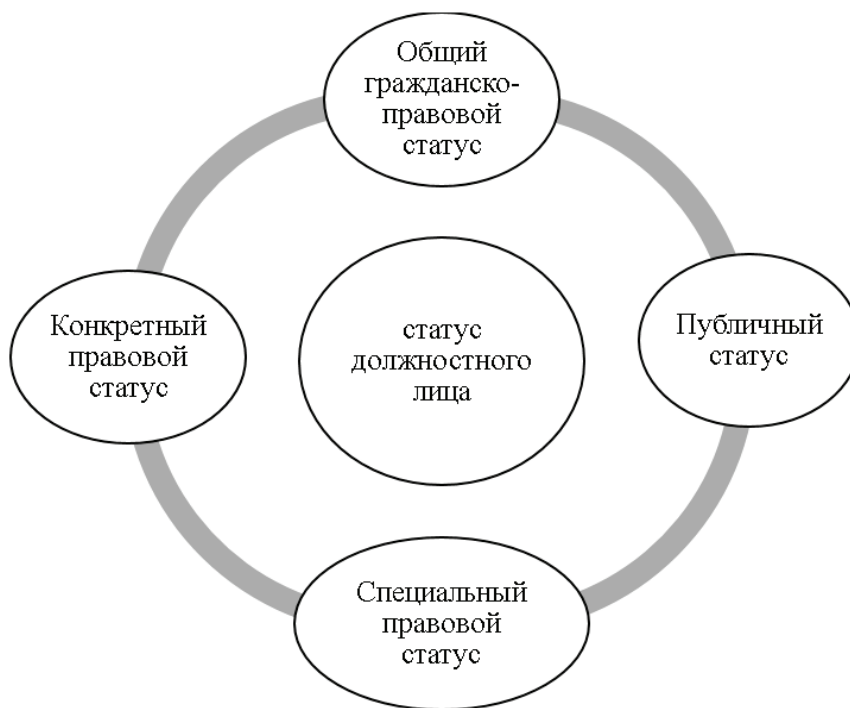 Общий
гражданско-
правовой
статус
Конкретный
правовой
статус
статус
должностного
лица
Публичный
статус
Специальный
правовой
статус